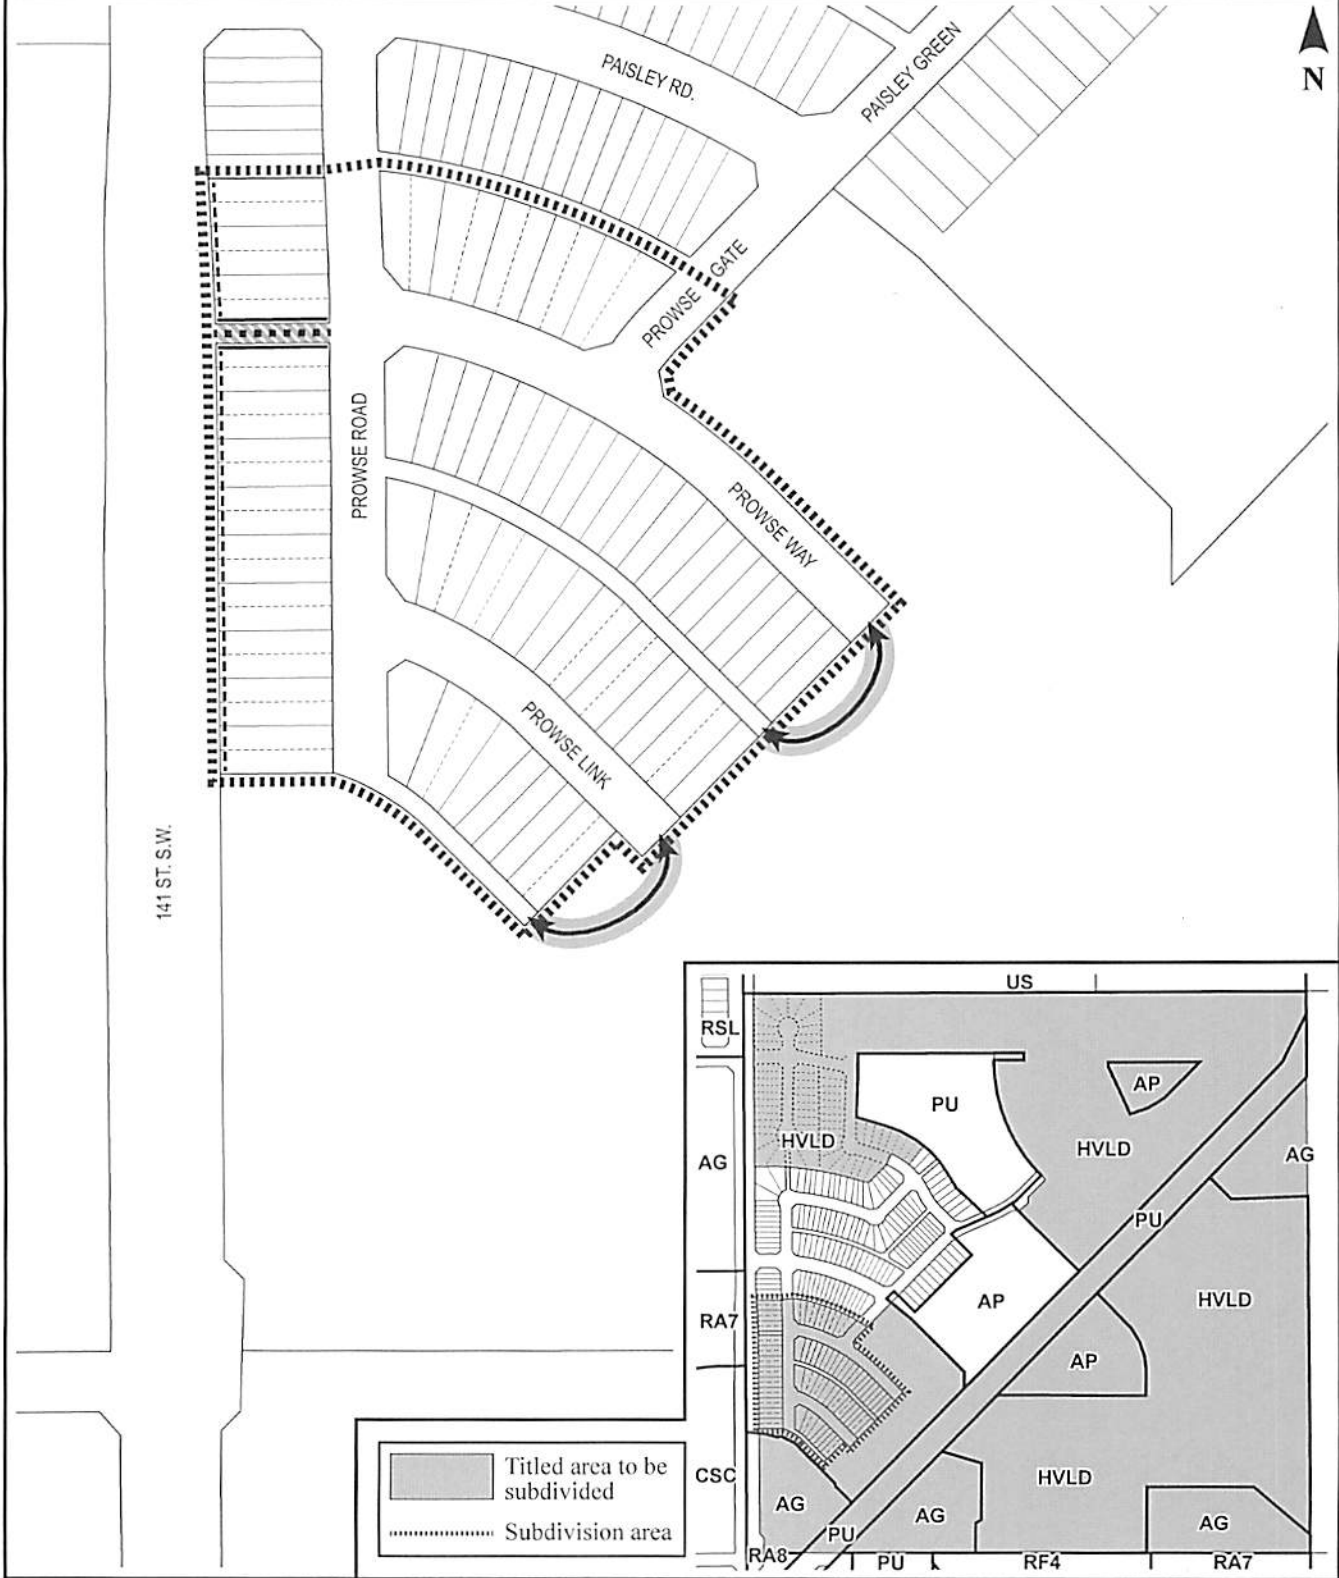 PAISLEY RD.
PAISLEY GREEN
N
PROWSE GATE
PROWSE ROAD
PROWSE WAY
PROWSE LINK
141 ST. S.W.
US
RSL
AP
PU
HVLD
HVLD
AG
AG
PU
HVLD
AP
RA7
AP
CSC
HVLD
AG
AG
AG
PU
RA8
PU
RF4
RA7
Titled area to be
subdivided
Subdivision area